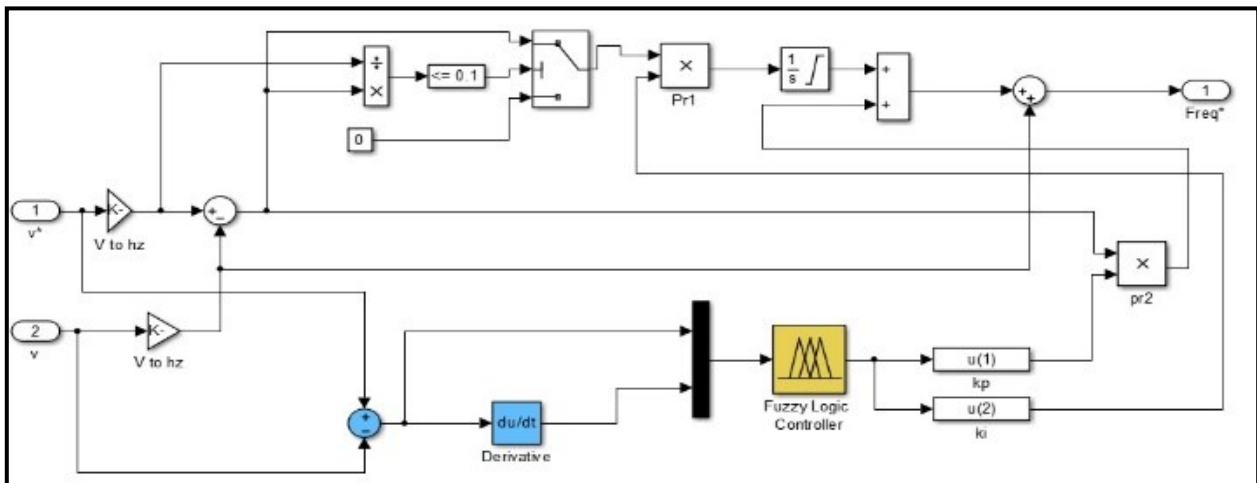 ÷
×
<= 0.1
0
×
Pr1
1
s
+
+
+
+
1
Freq*
1
v*
K-
V to hz
+
−
×
pr2
2
v
K-
V to hz
+
−
du/dt
Derivative
Fuzzy Logic
Controller
u(1)
kp
u(2)
ki